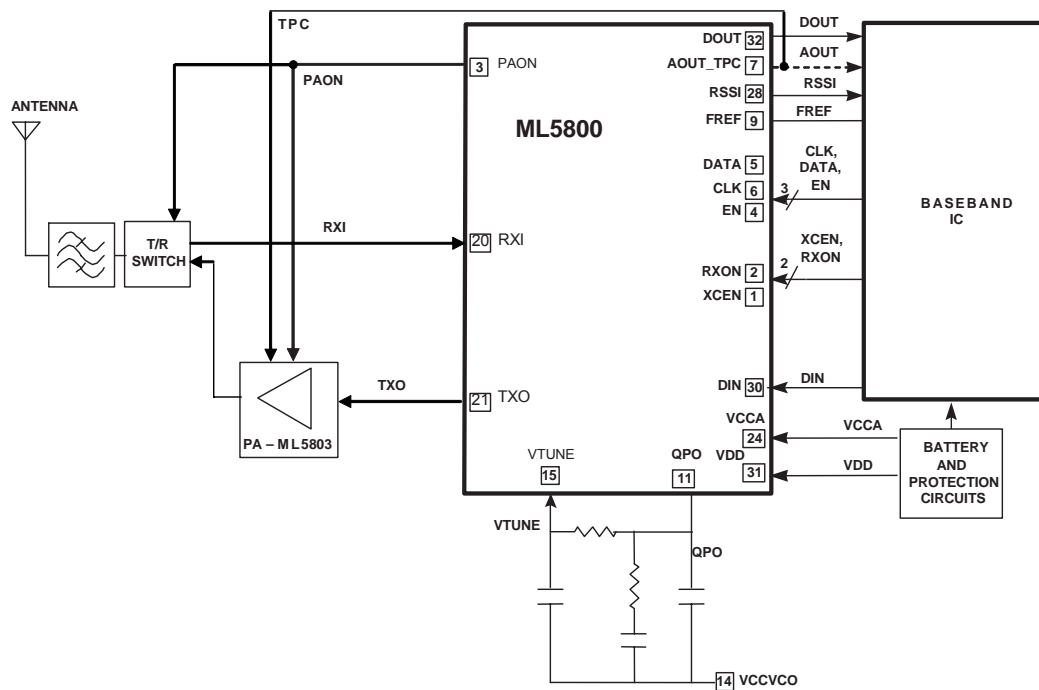 TPC
DOUT
DOUT 32
AOUT
AOUT_TPC 7
3 PAON
PAON
RSSI 28
RSSI
FREF 9
FREF
ANTENNA
ML5800
DATA 5
CLK 6
EN 4
3
CLK,
DATA,
EN
BASEBAND
IC
T/R
SWITCH
RXI
20 RXI
RXON 2
XCEN 1
2
XCEN,
RXON
TXO
21 TXO
DIN 30
DIN
PA – ML5803
VCCA
24
VCCA
VDD
31
VDD
BATTERY
AND
PROTECTION
CIRCUITS
VTUNE
15
QPO
11
VTUNE
QPO
14 VCCVCO